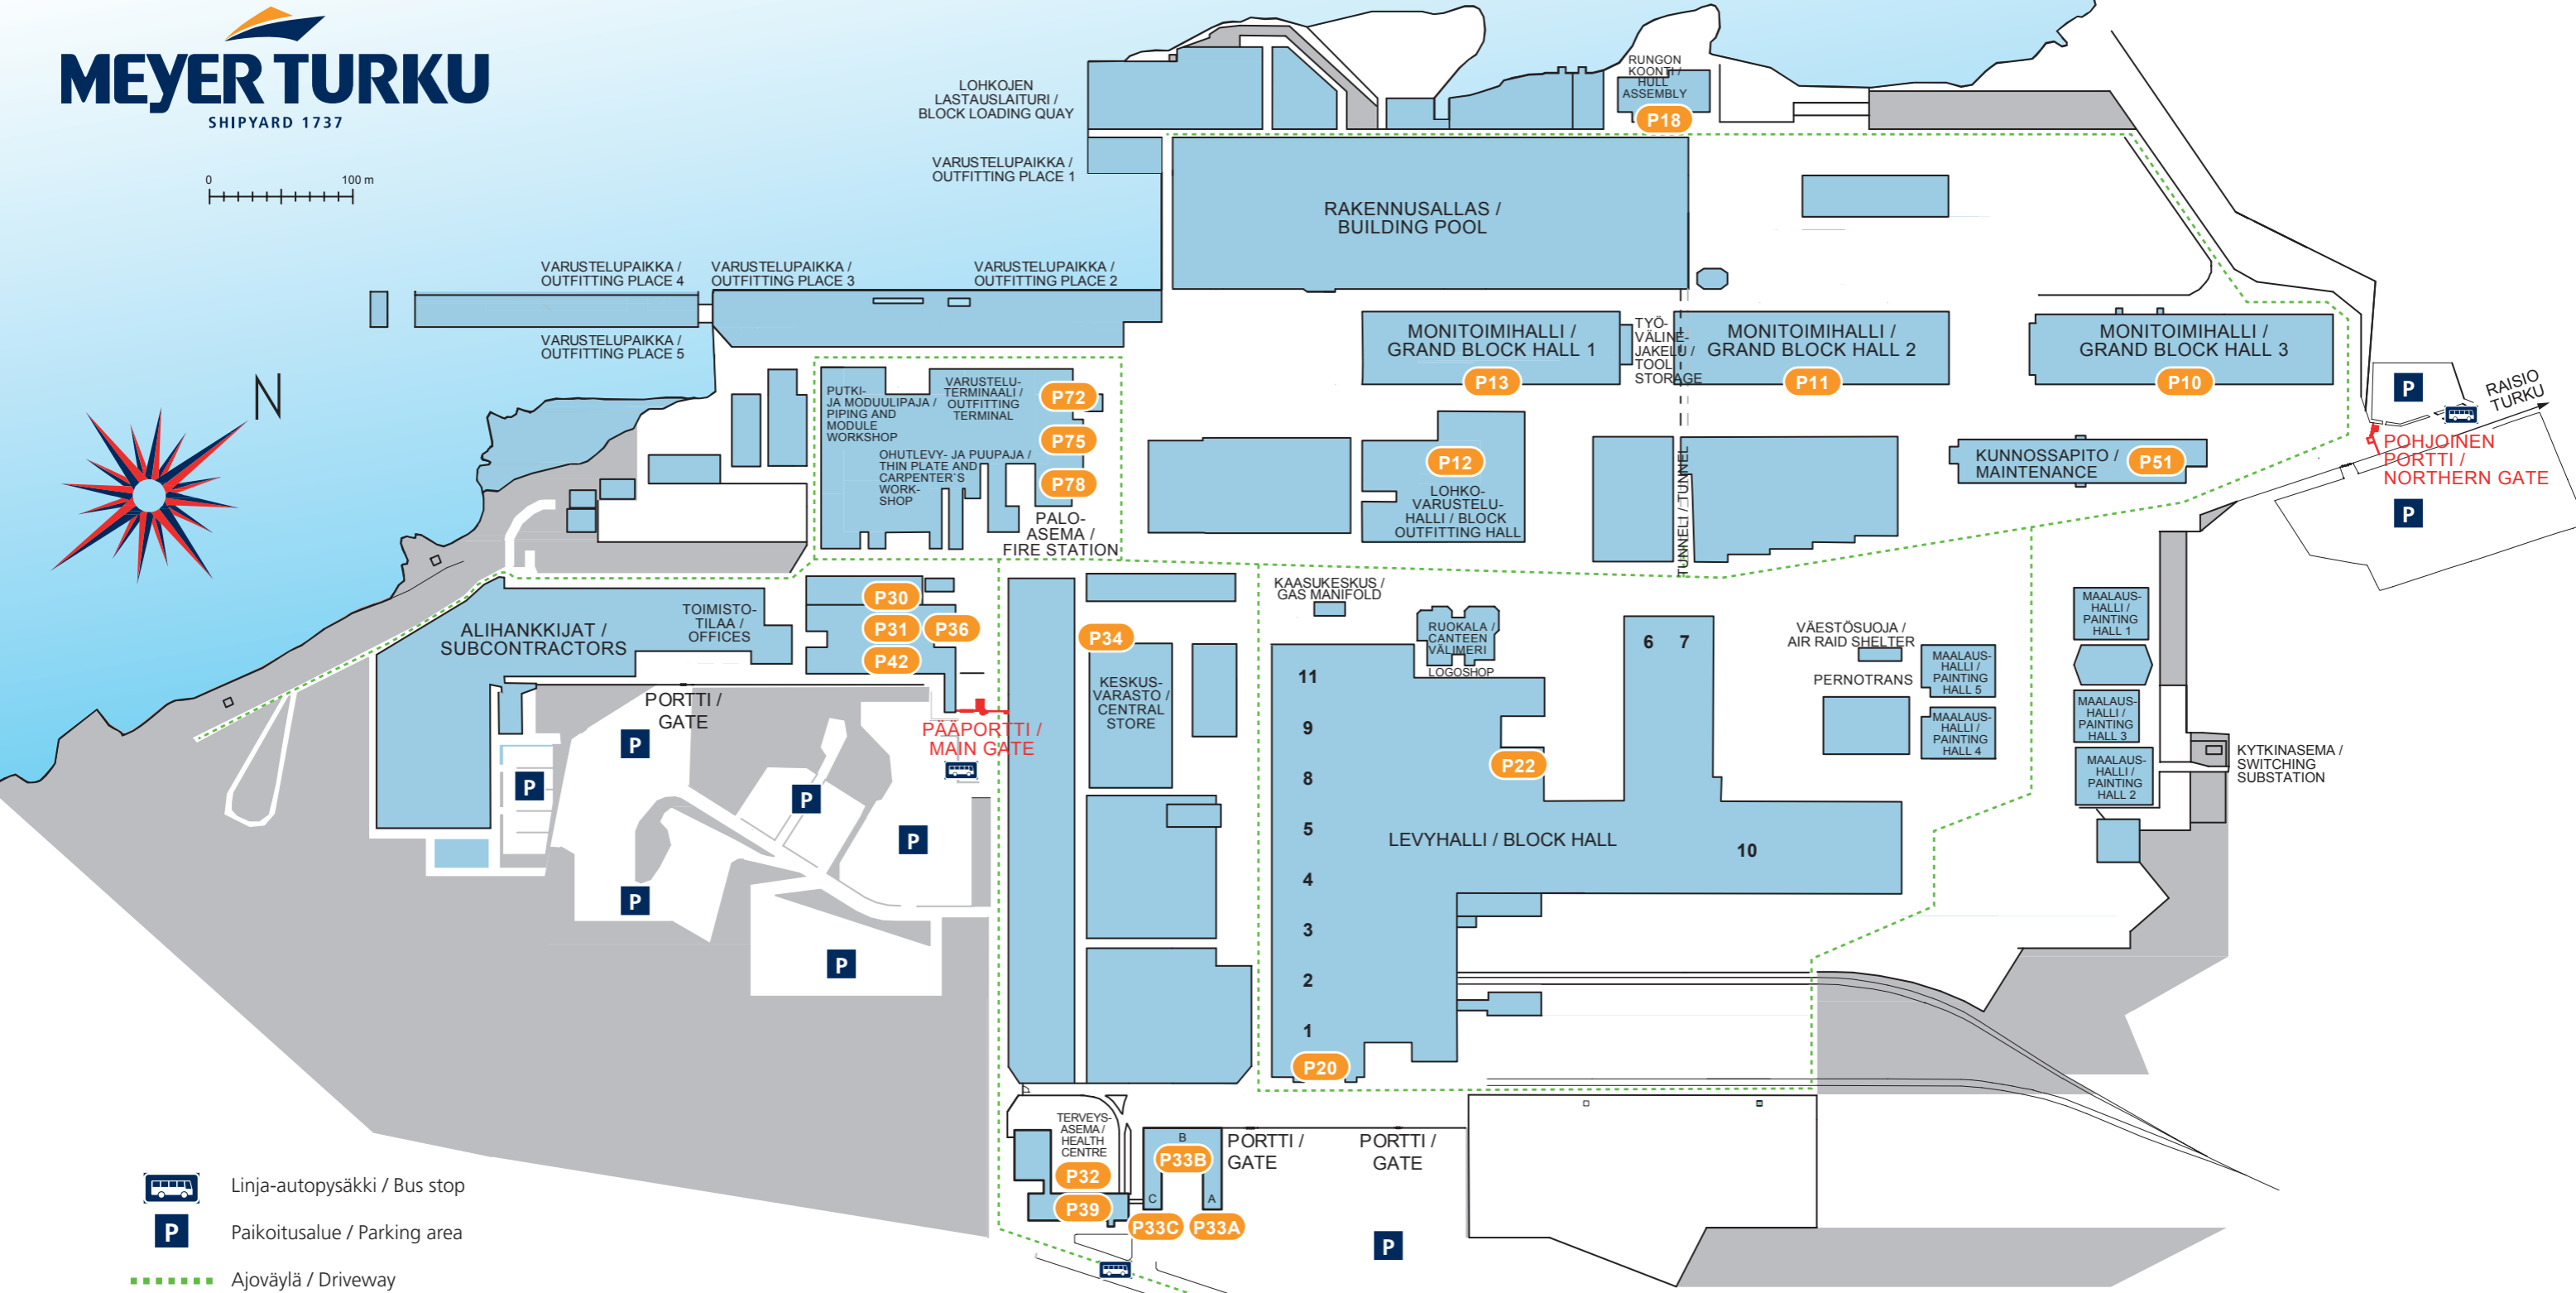 MEYER TURKU
SHIPYARD 1737
0 100 m
LOHKOJEN
LASTAUSLAITURI /
BLOCK LOADING QUAY
VARUSTELUPAIKKA /
OUTFITTING PLACE 1
RUNGON
KOONTI /
HULL
ASSEMBLY
P18
RAKENNUSALLAS /
BUILDING POOL
VARUSTELUPAIKKA /
OUTFITTING PLACE 4
VARUSTELUPAIKKA /
OUTFITTING PLACE 3
VARUSTELUPAIKKA /
OUTFITTING PLACE 2
VARUSTELUPAIKKA /
OUTFITTING PLACE 5
N
MONITOIMIHALLI /
GRAND BLOCK HALL 1
P13
TYÖ-
VÄLINE-
JAKELU /
TOOL
STORAGE
MONITOIMIHALLI /
GRAND BLOCK HALL 2
P11
MONITOIMIHALLI /
GRAND BLOCK HALL 3
P10
P
RAISIO
TURKU
POHJOINEN
PORTTI /
NORTHERN GATE
P
PUTKI-
JA MODUULIPAJA /
PIPING AND
MODULE
WORKSHOP
VARUSTELU-
TERMINAALI /
OUTFITTING
TERMINAL
P72
P75
P78
OHUTLEVY- JA PUUPAJA /
THIN PLATE AND
CARPENTER´S
WORK-
SHOP
PALO-
ASEMA /
FIRE STATION
P12
LOHKO-
VARUSTELU-
HALLI / BLOCK
OUTFITTING HALL
TUNNELI / TUNNEL
KUNNOSSAPITO /
MAINTENANCE
P51
ALIHANKKIJAT /
SUBCONTRACTORS
TOIMISTO-
TILAA /
OFFICES
P30
P31
P36
P42
P34
KAASUKESKUS /
GAS MANIFOLD
RUOKALA /
CANTEEN
VÄLIMERI
LOGOSHOP
6 7
VÄESTÖSUOJA /
AIR RAID SHELTER
PERNOTRANS
MAALAUS-
HALLI /
PAINTING
HALL 5
MAALAUS-
HALLI /
PAINTING
HALL 4
MAALAUS-
HALLI /
PAINTING
HALL 1
MAALAUS-
HALLI /
PAINTING
HALL 3
MAALAUS-
HALLI /
PAINTING
HALL 2
KYTKINASEMA /
SWITCHING
SUBSTATION
PORTTI /
GATE
PÄÄPORTTI /
MAIN GATE
KESKUS-
VARASTO /
CENTRAL
STORE
P
P
P
P
P
P
11
9
8
5
4
3
2
1
P22
LEVYHALLI / BLOCK HALL
10
P20
TERVEYS-
ASEMA /
HEALTH
CENTRE
P32
P39
B
P33B
C
A
P33C
P33A
PORTTI /
GATE
PORTTI /
GATE
P
Linja-autopysäkki / Bus stop
P
Paikoitusalue / Parking area
Ajoväylä / Driveway